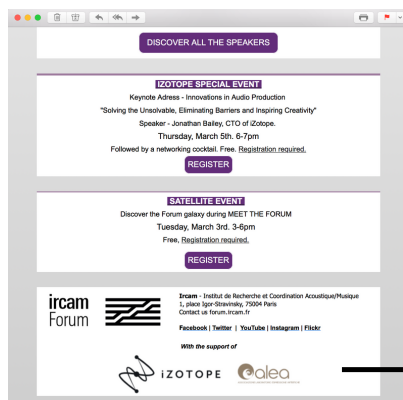 DISCOVER ALL THE SPEAKERS
IZOTOPE SPECIAL EVENT
Keynote Adress - Innovations in Audio Production
"Solving the Unsolvable, Eliminating Barriers and Inspiring Creativity"
Speaker - Jonathan Bailey, CTO of iZotope.
Thursday, March 5th. 6-7pm
Followed by a networking cocktail. Free. Registration required.
REGISTER
SATELLITE EVENT
Discover the Forum galaxy during MEET THE FORUM
Tuesday, March 3rd. 3-6pm
Free, Registration required.
REGISTER
ircam
Forum
Ircam - Institut de Recherche et Coordination Acoustique/Musique
1, place Igor-Stravinsky, 75004 Paris
Contact us forum.ircam.fr
Facebook | Twitter | YouTube | Instagram | Flickr
With the support of
iZOTOPE
alea